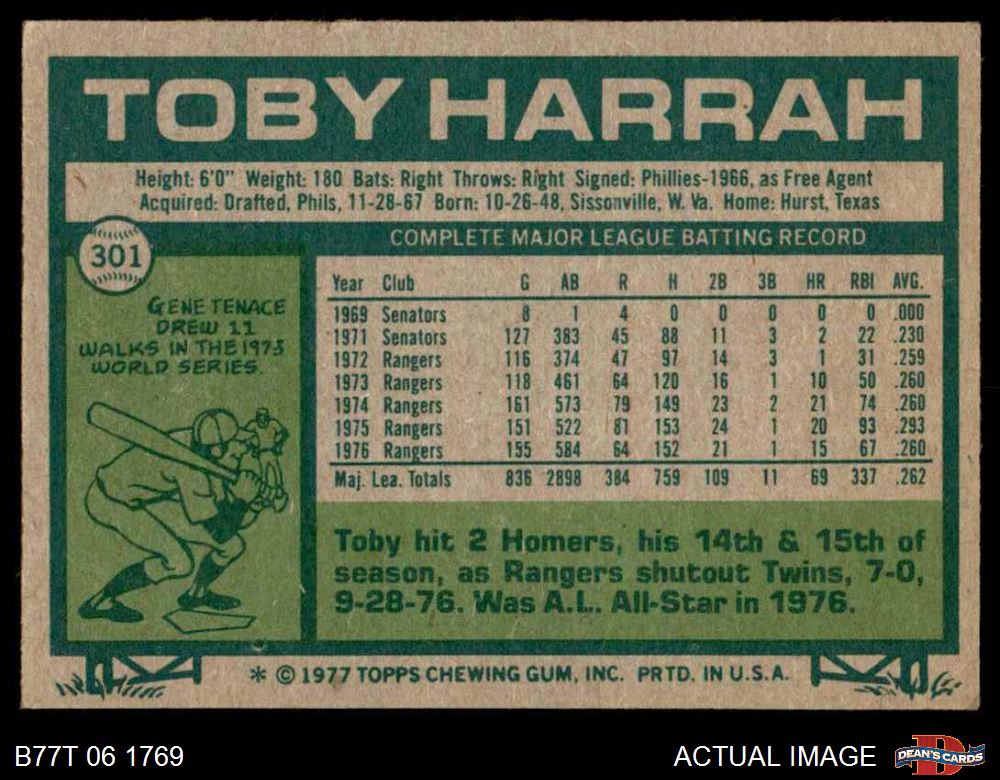 TOBY HARRAH
Height: 6'0" Weight: 180 Bats: Right Throws: Right Signed: Phillies-1966, as Free Agent
Acquired: Drafted, Phils, 11-28-67 Born: 10-26-48, Sissonville, W. Va. Home: Hurst, Texas
301
COMPLETE MAJOR LEAGUE BATTING RECORD
GENE TENACE
DREW 11
WALKS IN THE 1975
WORLD SERIES.
Year Club G AB R H 2B 3B HR RBI AVG.
1969 Senators 8 1 4 0 0 0 0 0 .000
1971 Senators 127 383 45 88 11 3 2 22 .230
1972 Rangers 116 374 47 97 14 3 1 31 .259
1973 Rangers 118 461 64 120 16 1 10 50 .260
1974 Rangers 161 573 79 149 23 2 21 74 .260
1975 Rangers 151 522 81 153 24 1 20 93 .293
1976 Rangers 155 584 64 152 21 1 15 67 .260
Maj. Lea. Totals 836 2898 384 759 109 11 69 337 .262
Toby hit 2 Homers, his 14th & 15th of
season, as Rangers shutout Twins, 7-0,
9-28-76. Was A.L. All-Star in 1976.
* © 1977 TOPPS CHEWING GUM, INC. PRTD. IN U.S.A.
B77T 06 1769
ACTUAL IMAGE
D
DEAN'S CARDS